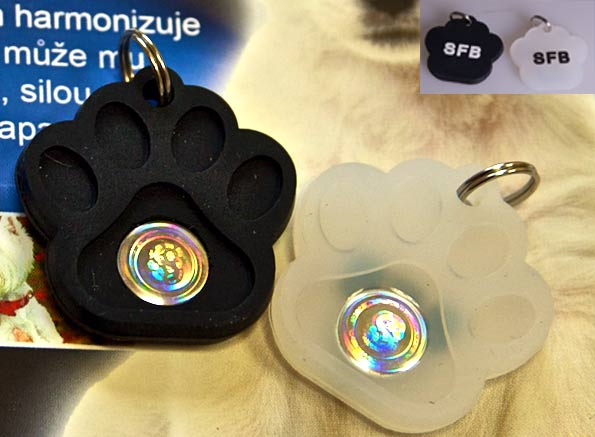 harmonizuje
může mu
, silou
SFB
SFB